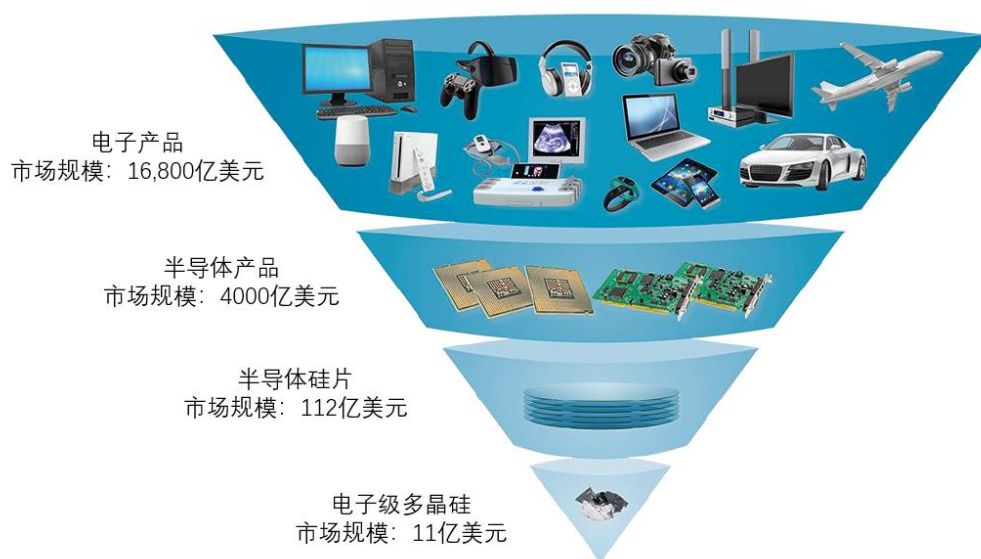 电子产品
市场规模：16,800亿美元
半导体产品
市场规模：4000亿美元
半导体硅片
市场规模：112亿美元
电子级多晶硅
市场规模：11亿美元